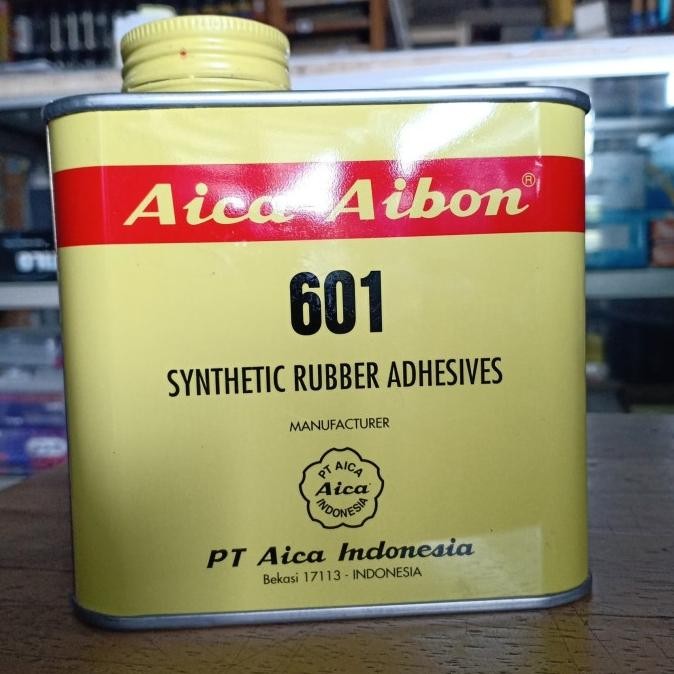 Aica Aibon®
601
SYNTHETIC RUBBER ADHESIVES
MANUFACTURER
PT AICA
Aica
INDONESIA
PT Aica Indonesia
Bekasi 17113 - INDONESIA